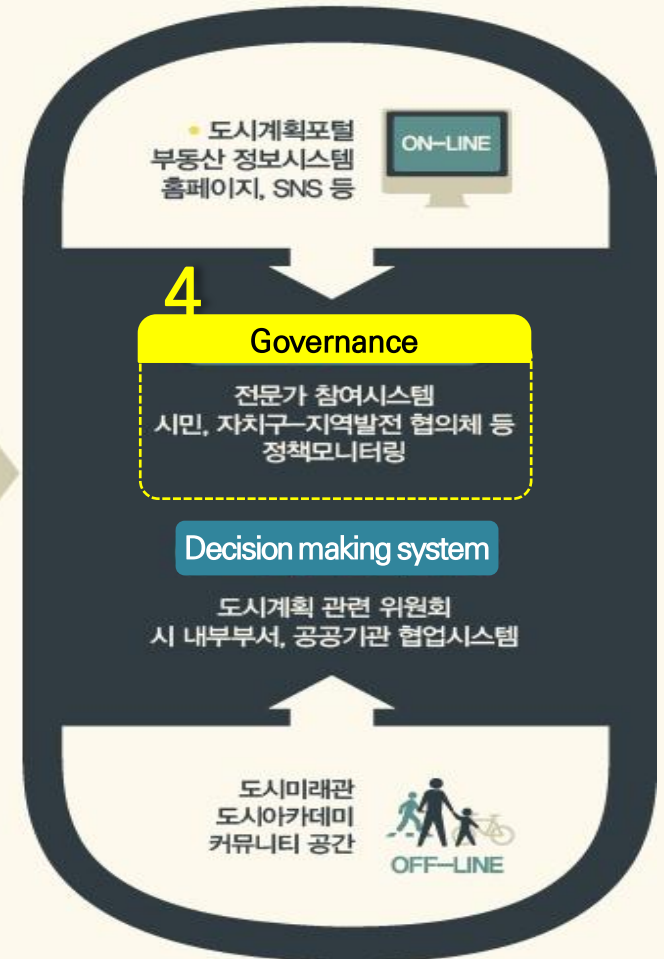 • 도시계획포털
부동산 정보시스템
홈페이지, SNS 등
ON-LINE
4
Governance
전문가 참여시스템
시민, 자치구-지역발전 협의체 등
정책모니터링
Decision making system
도시계획 관련 위원회
시 내부부서, 공공기관 협업시스템
도시미래관
도시아카데미
커뮤니티 공간
OFF-LINE